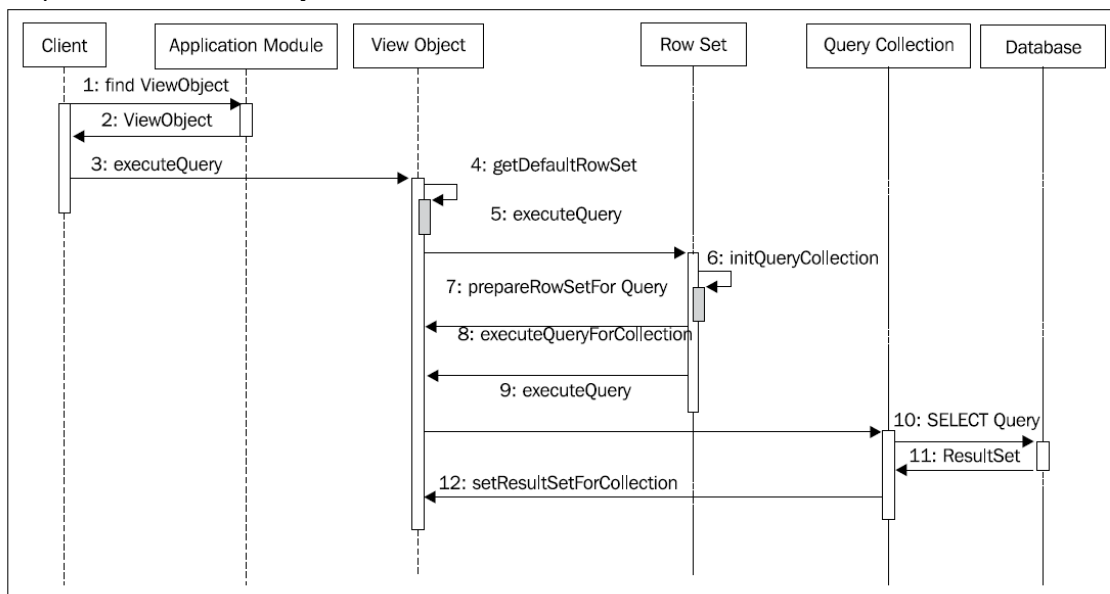 Client
Application Module
View Object
Row Set
Query Collection
Database
1: find ViewObject
2: ViewObject
3: executeQuery
4: getDefaultRowSet
5: executeQuery
6: initQueryCollection
7: prepareRowSetFor Query
8: executeQueryForCollection
9: executeQuery
10: SELECT Query
11: ResultSet
12: setResultSetForCollection